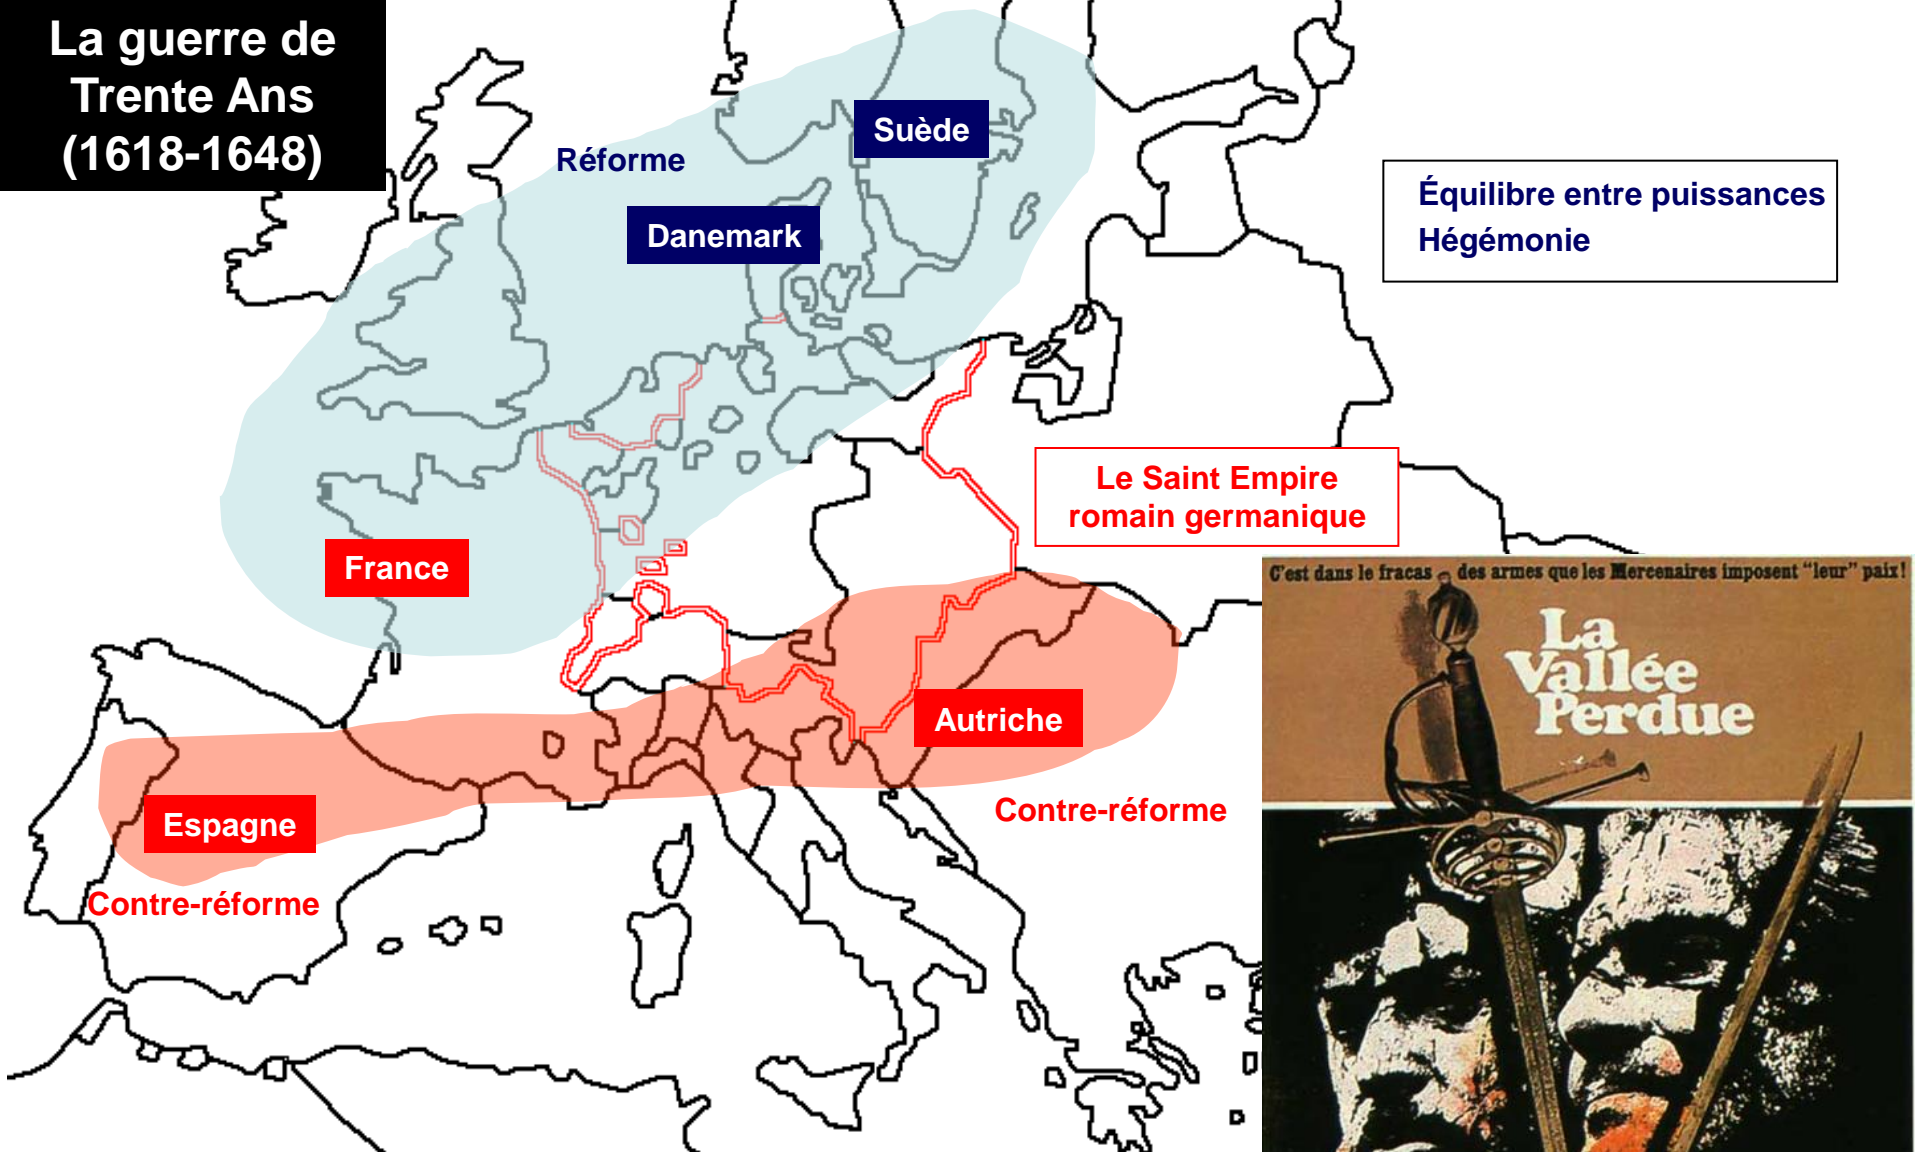 La guerre de
Trente Ans
(1618-1648)
Suède
Réforme
Danemark
Équilibre entre puissances
Hégémonie
Le Saint Empire
romain germanique
France
C'est dans le fracas des armes que les Mercenaires imposent "leur" paix!
La
Vallée
Perdue
Autriche
Espagne
Contre-réforme
Contre-réforme